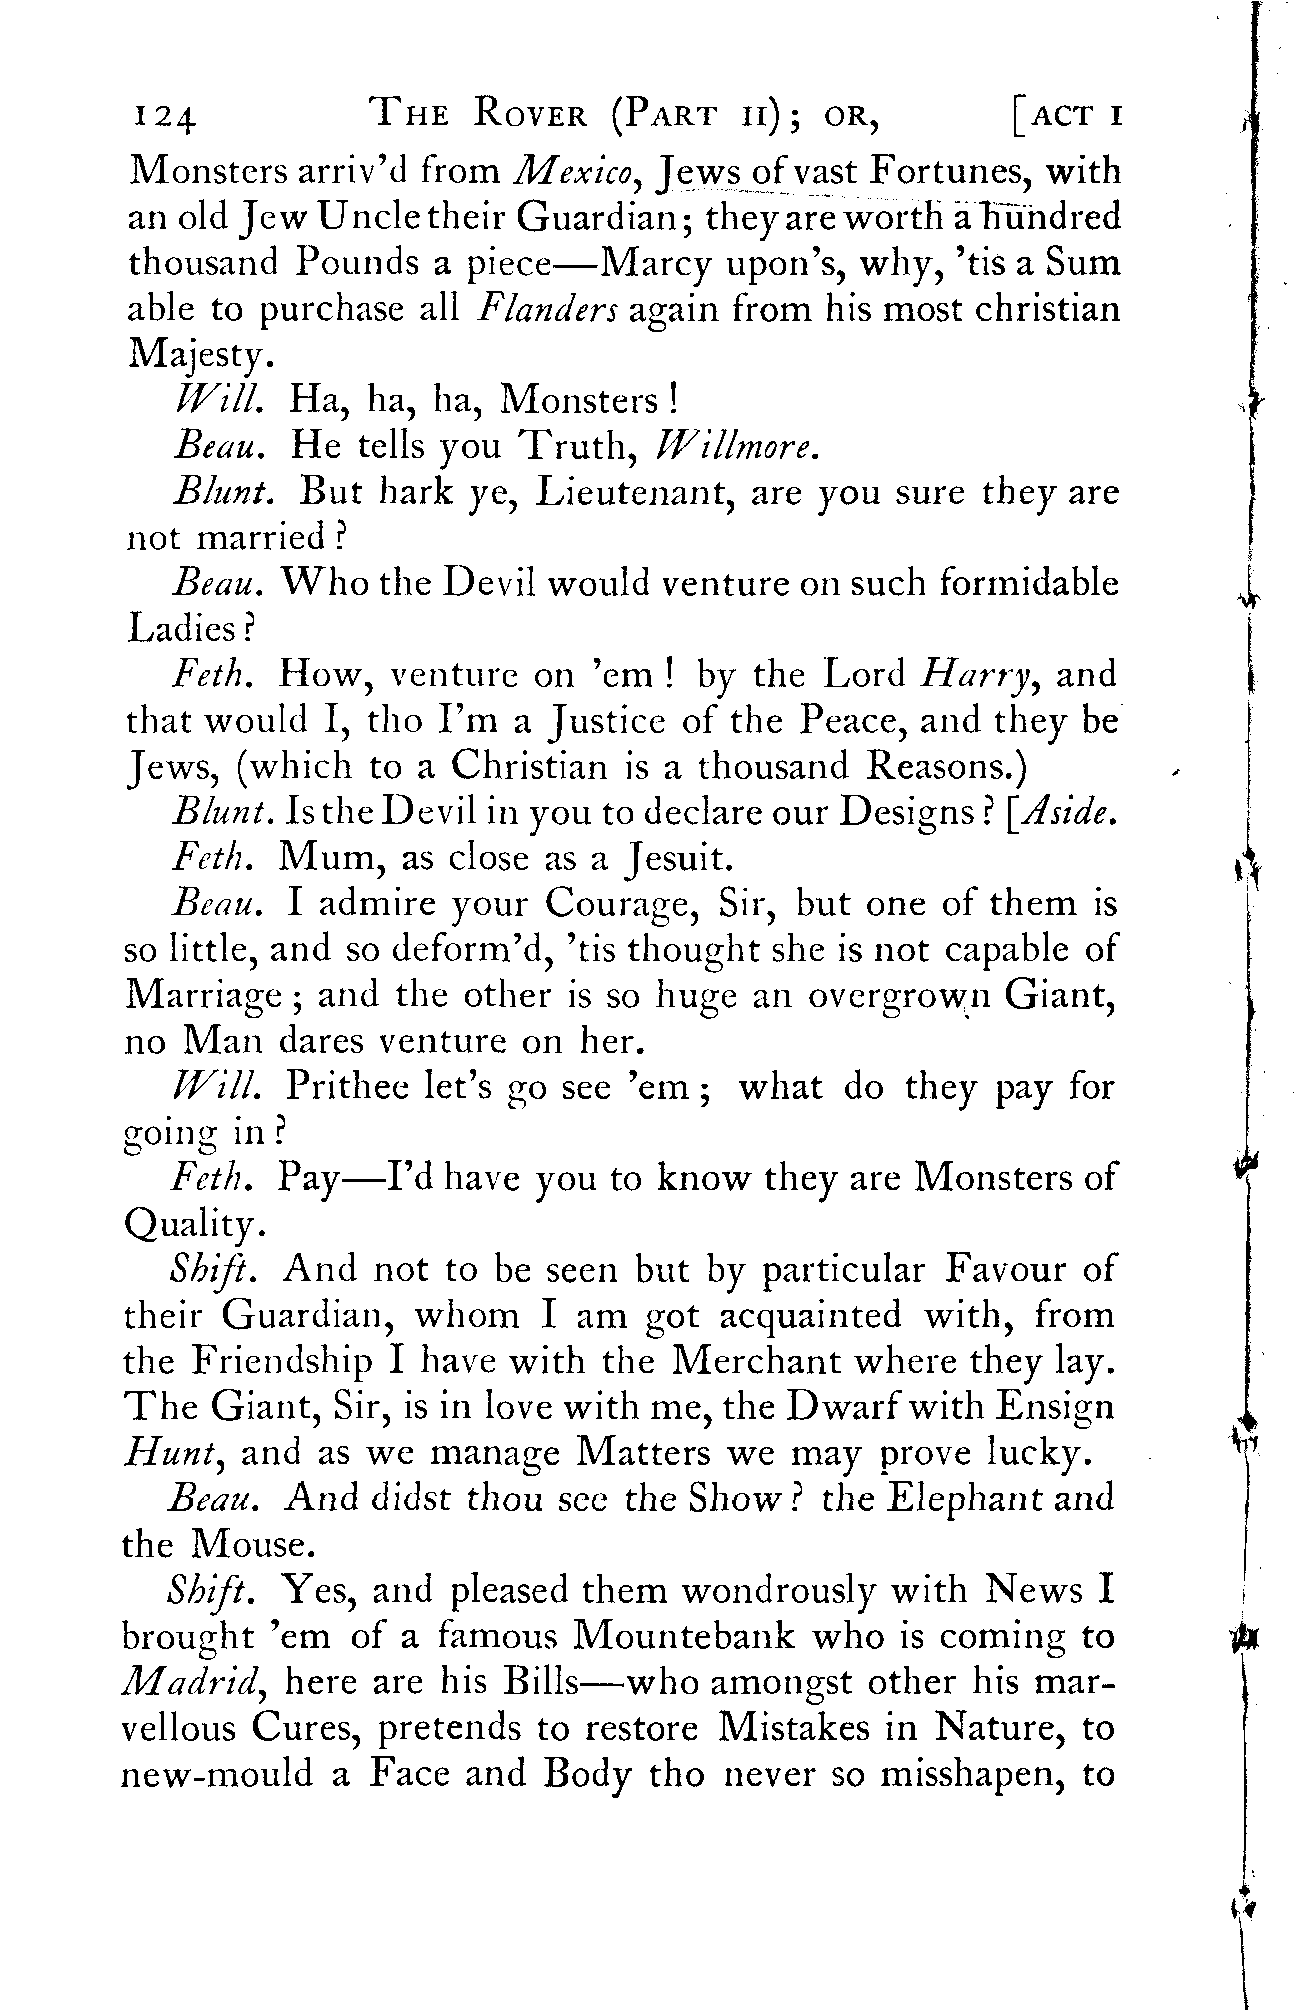 124 THE ROVER (PART II); OR, [ACT I
Monsters arriv'd from Mexico, Jews of vast Fortunes, with
an old Jew Uncle their Guardian; they are worth a hundred
thousand Pounds a piece—Marcy upon's, why, 'tis a Sum
able to purchase all Flanders again from his most christian
Majesty.
Will. Ha, ha, ha, Monsters!
Beau. He tells you Truth, Willmore.
Blunt. But hark ye, Lieutenant, are you sure they are
not married?
Beau. Who the Devil would venture on such formidable
Ladies?
Feth. How, venture on 'em! by the Lord Harry, and
that would I, tho I'm a Justice of the Peace, and they be
Jews, (which to a Christian is a thousand Reasons.)
Blunt. Is the Devil in you to declare our Designs? [Aside.
Feth. Mum, as close as a Jesuit.
Beau. I admire your Courage, Sir, but one of them is
so little, and so deform'd, 'tis thought she is not capable of
Marriage; and the other is so huge an overgrown Giant,
no Man dares venture on her.
Will. Prithee let's go see 'em; what do they pay for
going in?
Feth. Pay—I'd have you to know they are Monsters of
Quality.
Shift. And not to be seen but by particular Favour of
their Guardian, whom I am got acquainted with, from
the Friendship I have with the Merchant where they lay.
The Giant, Sir, is in love with me, the Dwarf with Ensign
Hunt, and as we manage Matters we may prove lucky.
Beau. And didst thou see the Show? the Elephant and
the Mouse.
Shift. Yes, and pleased them wondrously with News I
brought 'em of a famous Mountebank who is coming to
Madrid, here are his Bills—who amongst other his mar-
vellous Cures, pretends to restore Mistakes in Nature, to
new-mould a Face and Body tho never so misshapen, to